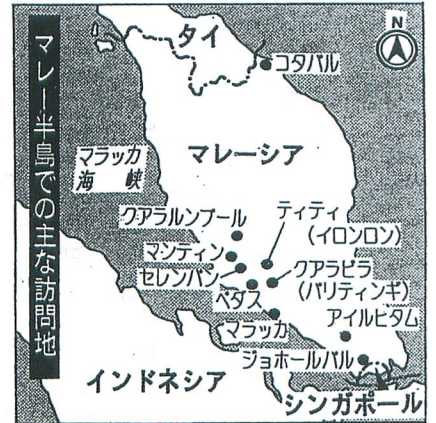 マレー半島での主な訪問地
N
タイ
コタバル
マラッカ
海峡
マレーシア
クアラルンプール
ティティ
(イロンロン)
マンティン
セレンバン
クアラピラ
(パリティンギ)
ペダス
マラッカ
アイルヒタム
ジョホールバル
インドネシア
シンガポール